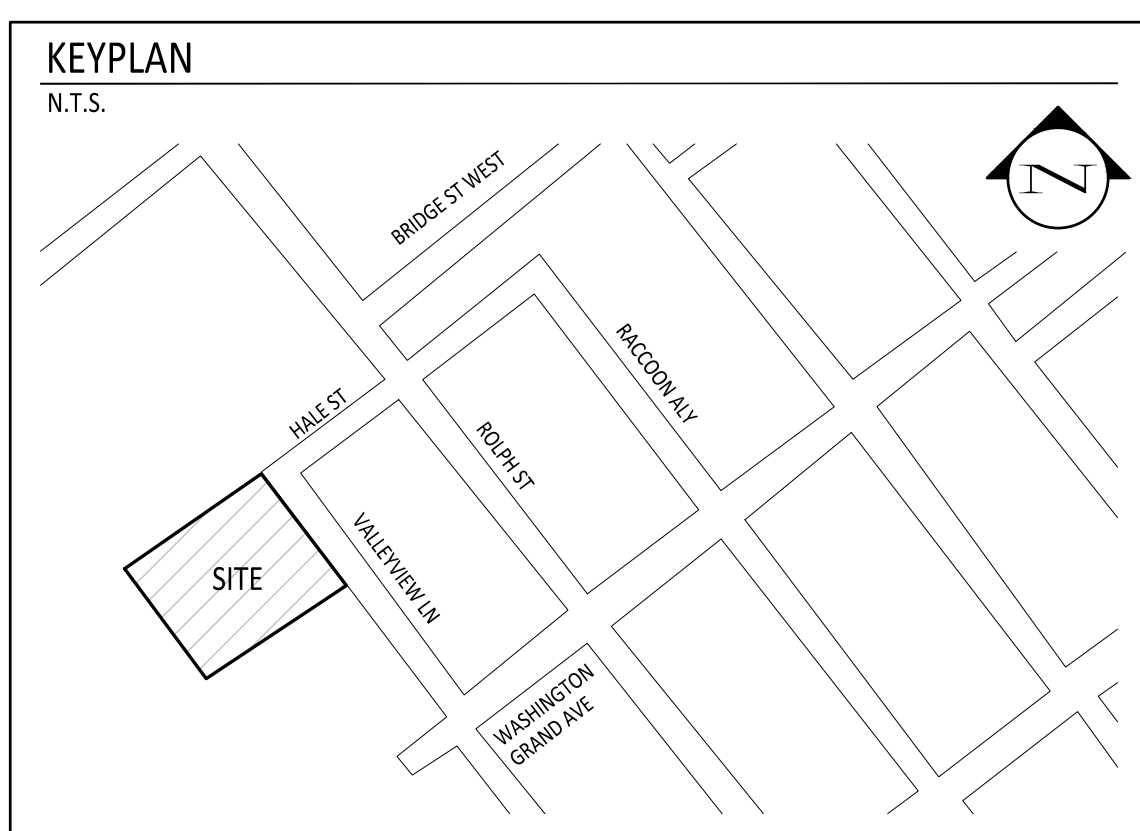 KEYPLAN
N.T.S.
N
BRIDGE ST WEST
RACCOON ALY
HALE ST
ROLPH ST
VALLEYVIEW LN
SITE
WASHINGTON
GRAND AVE